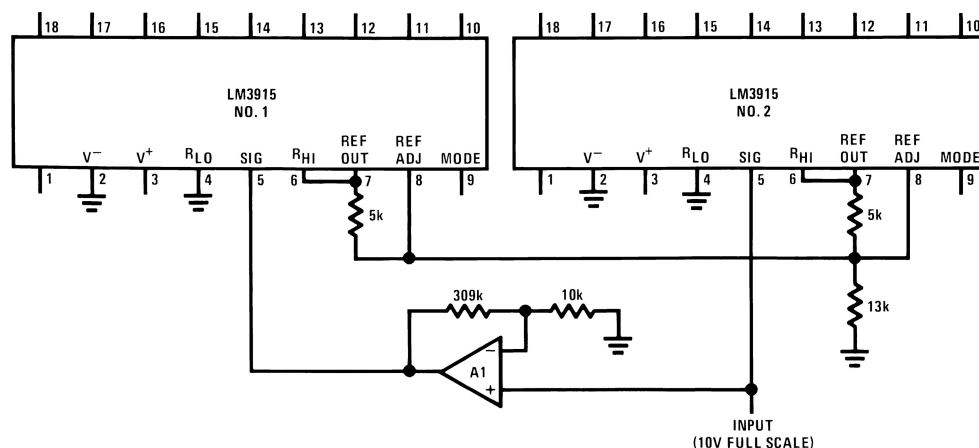 18 17 16 15 14 13 12 11 10
18 17 16 15 14 13 12 11 10
LM3915
NO. 1
LM3915
NO. 2
V− V+ RLO SIG RHI REF OUT REF ADJ MODE
V− V+ RLO SIG RHI REF OUT REF ADJ MODE
1 2 3 4 5 6 7 8 9
1 2 3 4 5 6 7 8 9
5k
5k
309k
10k
13k
−
A1
+
INPUT
(10V FULL SCALE)